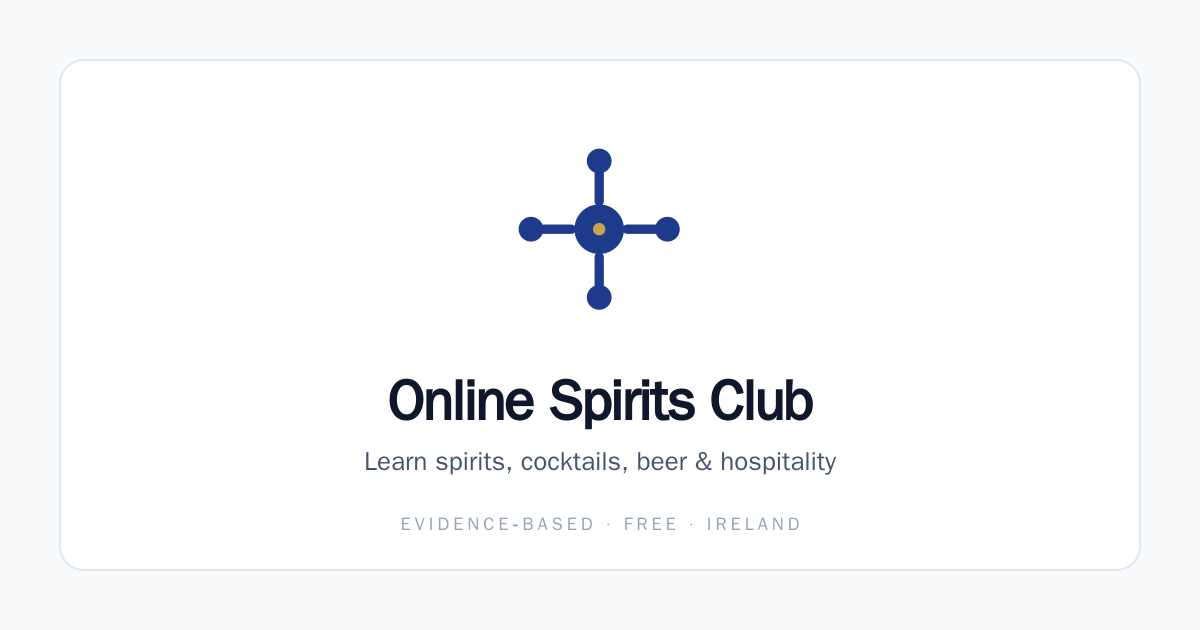 Online Spirits Club
Learn spirits, cocktails, beer & hospitality
EVIDENCE-BASED · FREE · IRELAND